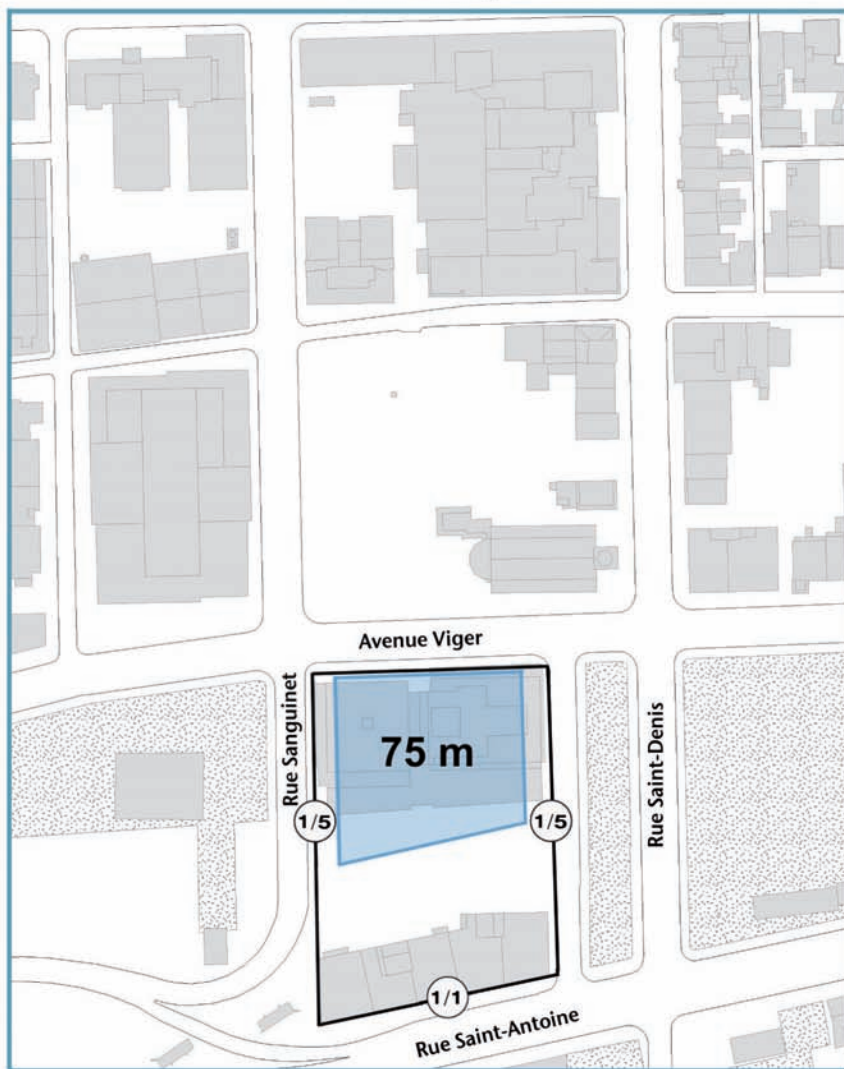 Avenue Viger
Rue Sanguinet
75 m
Rue Saint-Denis
1/5
1/5
1/1
Rue Saint-Antoine